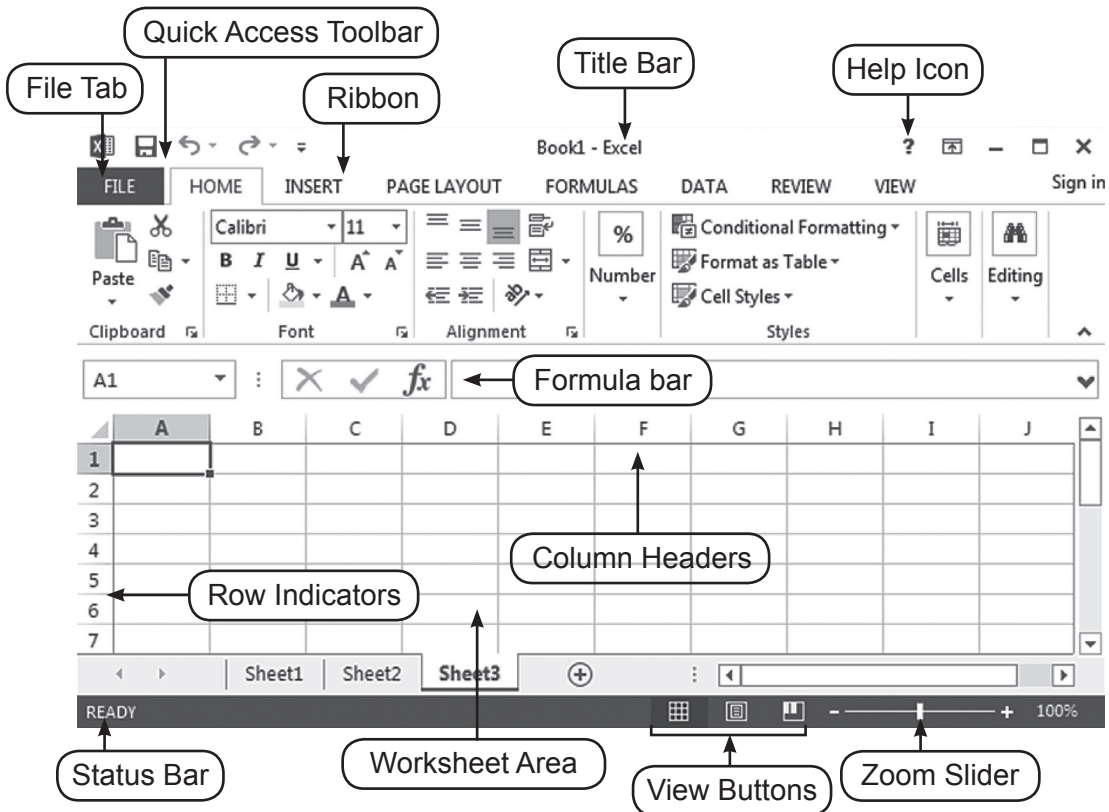 Quick Access Toolbar
Title Bar
Help Icon
File Tab
Ribbon
Book1 - Excel
?
FILE HOME INSERT PAGE LAYOUT FORMULAS DATA REVIEW VIEW Sign in
Calibri 11
% Conditional Formatting
B I U A A
Paste Number Format as Table Cells Editing
A Cell Styles
Clipboard Font Alignment Styles
A1 fx Formula bar
A B C D E F G H I J
1
2
3
4
Column Headers
5
Row Indicators
6
7
Sheet1 Sheet2 Sheet3
READY - + 100%
Status Bar
Worksheet Area
View Buttons
Zoom Slider